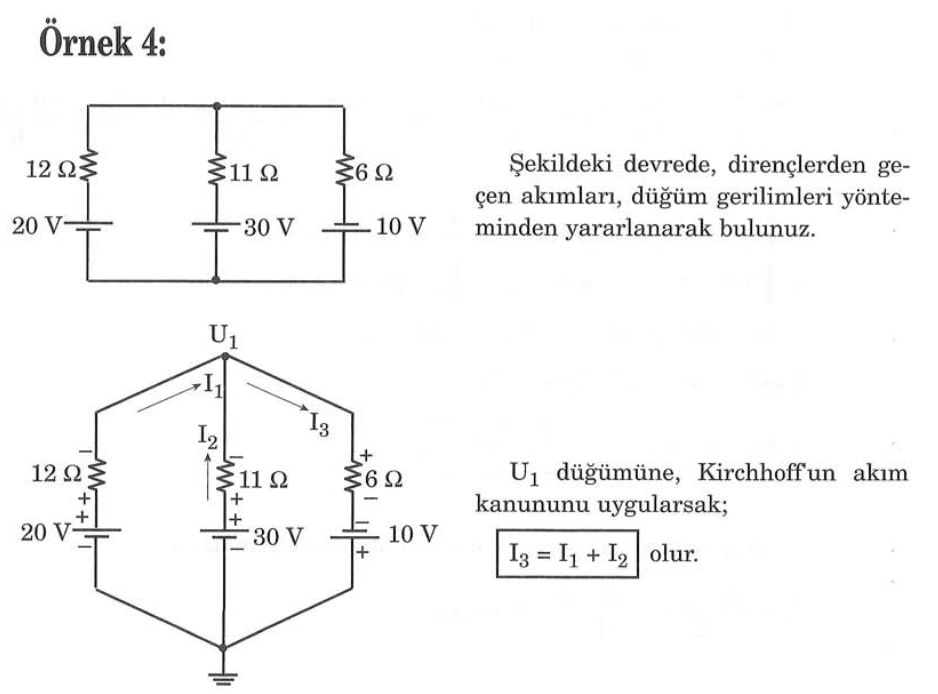 Örnek 4:
12 Ω
11 Ω
6 Ω
20 V
30 V
10 V
Şekildeki devrede, dirençlerden ge-
çen akımları, düğüm gerilimleri yönte-
minden yararlanarak bulunuz.
U₁
I₁
I₃
I₂
− − +
12 Ω
11 Ω
6 Ω
+ + −
+ + −
20 V
30 V
10 V
− − +
U₁ düğümüne, Kirchhoff'un akım
kanununu uygularsak;
I₃ = I₁ + I₂ olur.